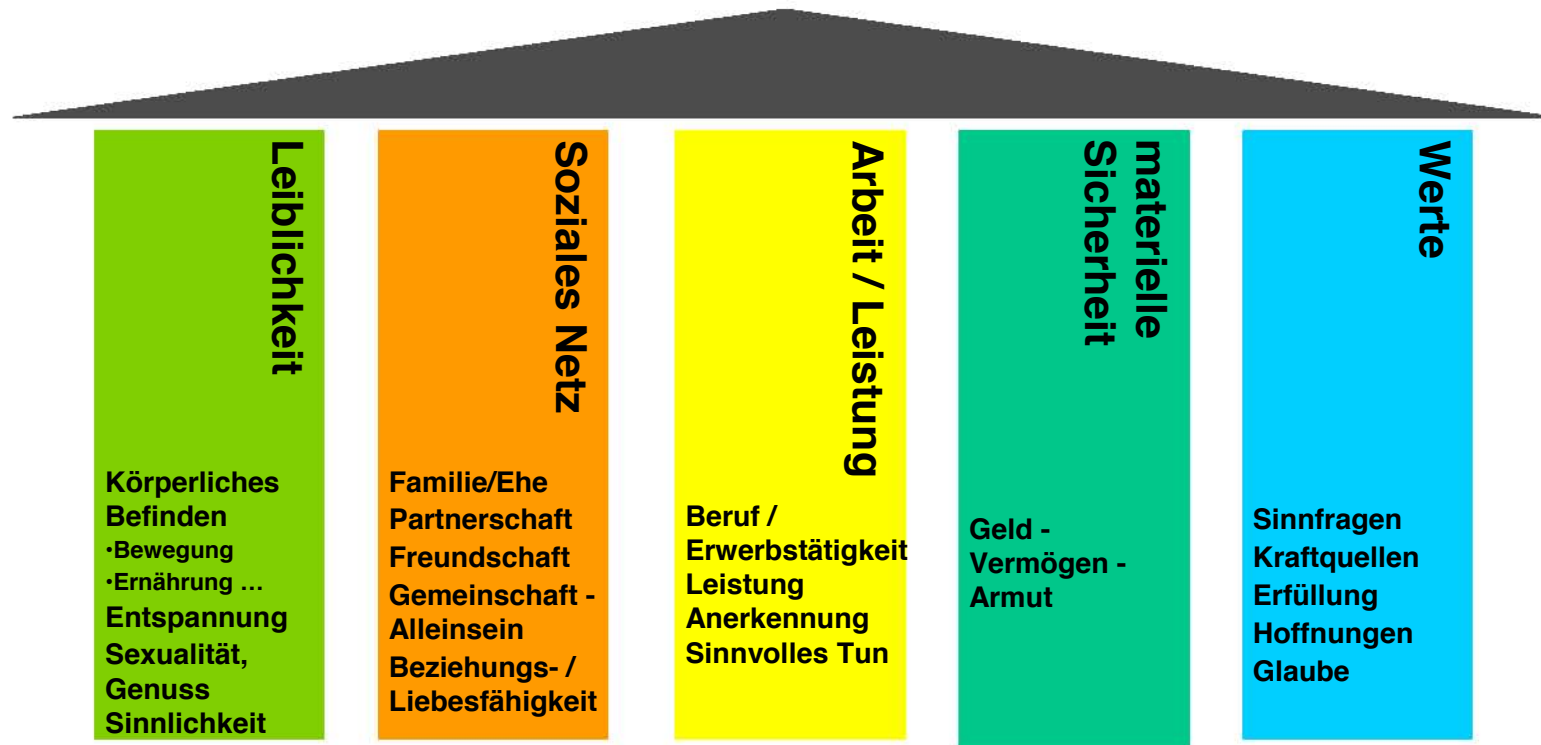 Leiblichkeit
Körperliches
Befinden
•Bewegung
•Ernährung ...
Entspannung
Sexualität,
Genuss
Sinnlichkeit
Soziales Netz
Familie/Ehe
Partnerschaft
Freundschaft
Gemeinschaft -
Alleinsein
Beziehungs- /
Liebesfähigkeit
Arbeit / Leistung
Beruf /
Erwerbstätigkeit
Leistung
Anerkennung
Sinnvolles Tun
materielle
Sicherheit
Geld -
Vermögen -
Armut
Werte
Sinnfragen
Kraftquellen
Erfüllung
Hoffnungen
Glaube